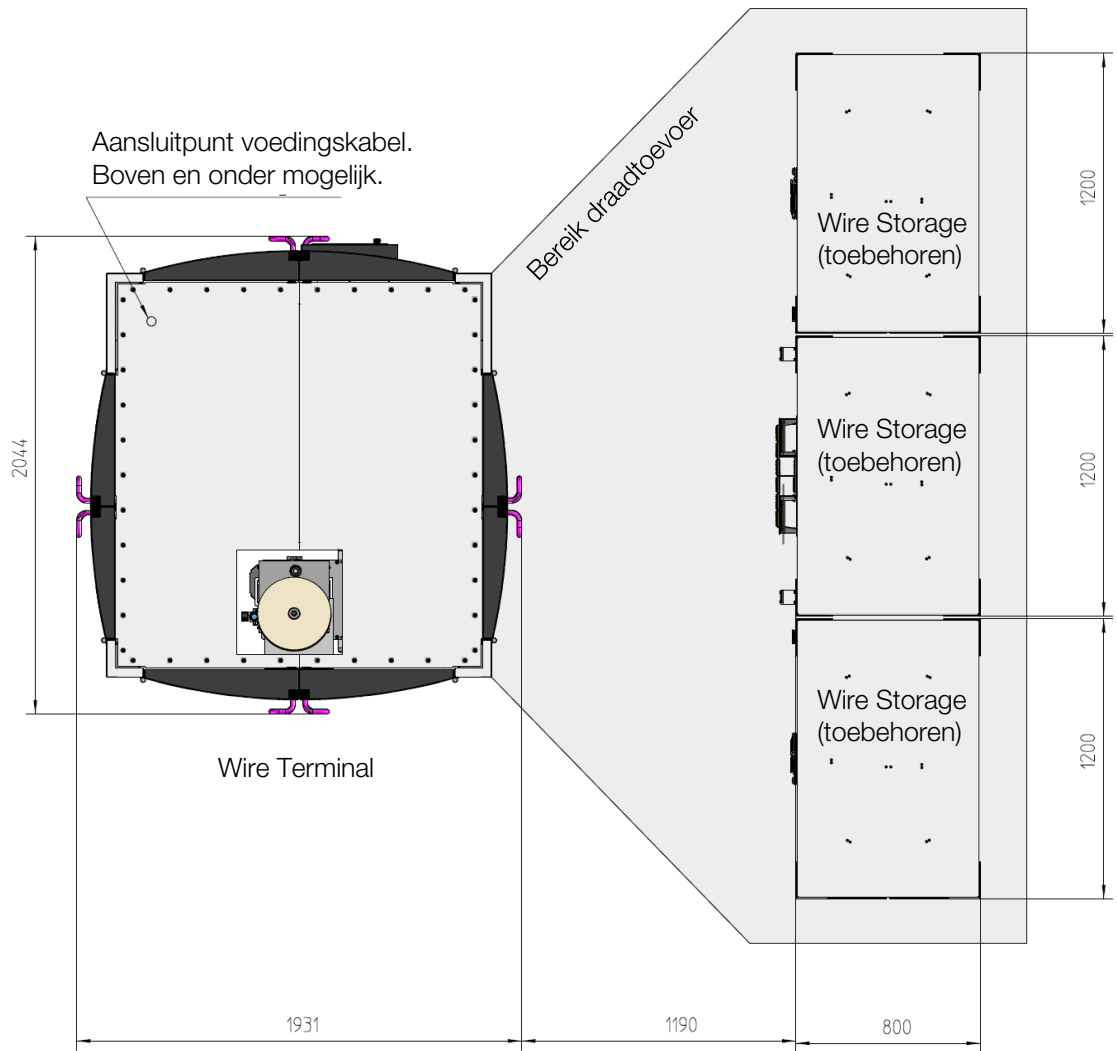 Aansluitpunt voedingskabel.
Boven en onder mogelijk.
Bereik draadtoevoer
Wire Storage
(toebehoren)
1200
2044
Wire Storage
(toebehoren)
1200
Wire Storage
(toebehoren)
1200
Wire Terminal
1931
1190
800